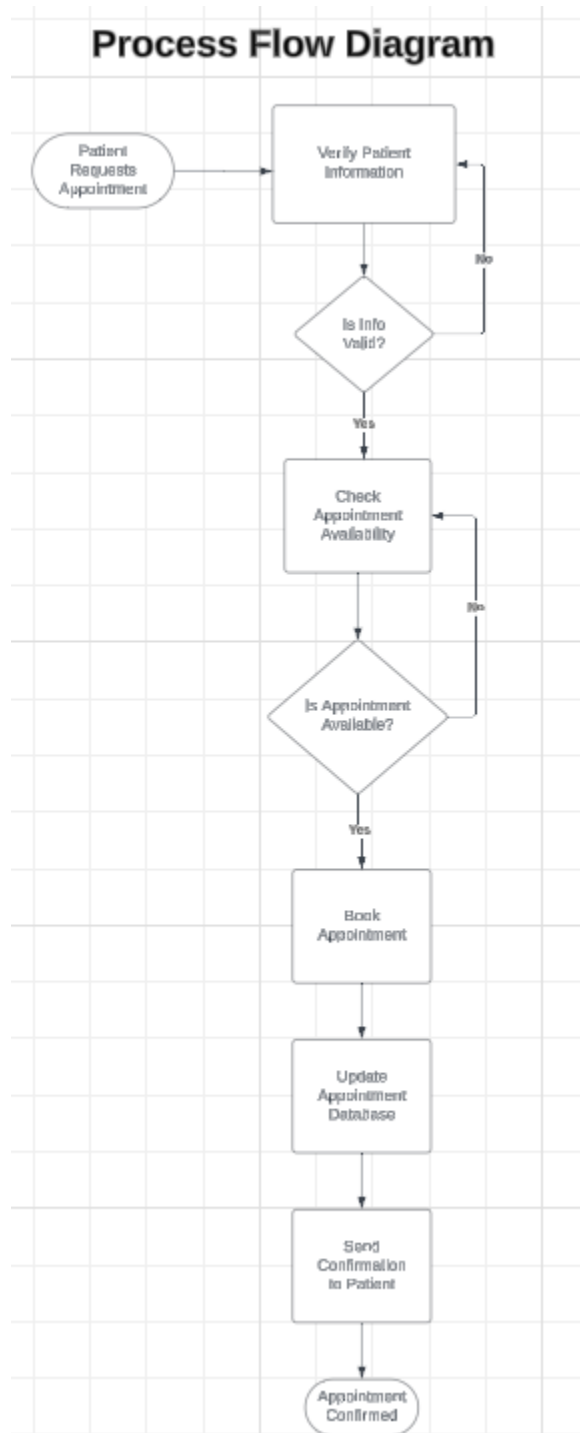 Process Flow Diagram
Patient
Requests
Appointment
Verify Patient
Information
No
Is Info
Valid?
Yes
Check
Appointment
Availability
No
Is Appointment
Available?
Yes
Book
Appointment
Update
Appointment
Database
Send
Confirmation
to Patient
Appointment
Confirmed